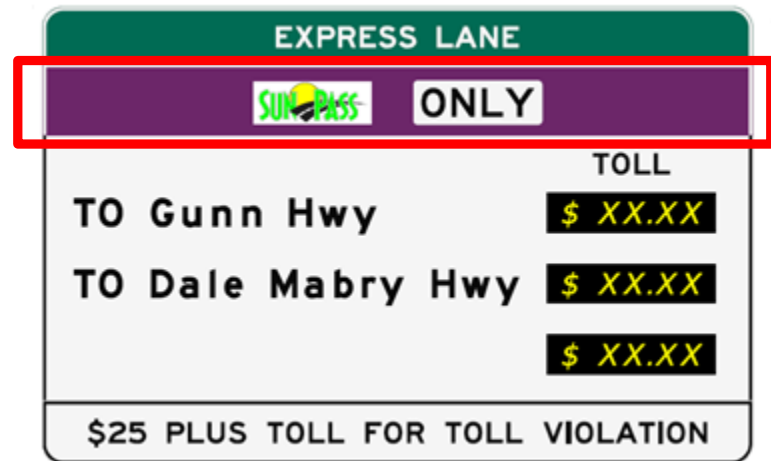 EXPRESS LANE
SUNPASS ONLY
TOLL
TO Gunn Hwy $ XX.XX
TO Dale Mabry Hwy $ XX.XX
$ XX.XX
$25 PLUS TOLL FOR TOLL VIOLATION